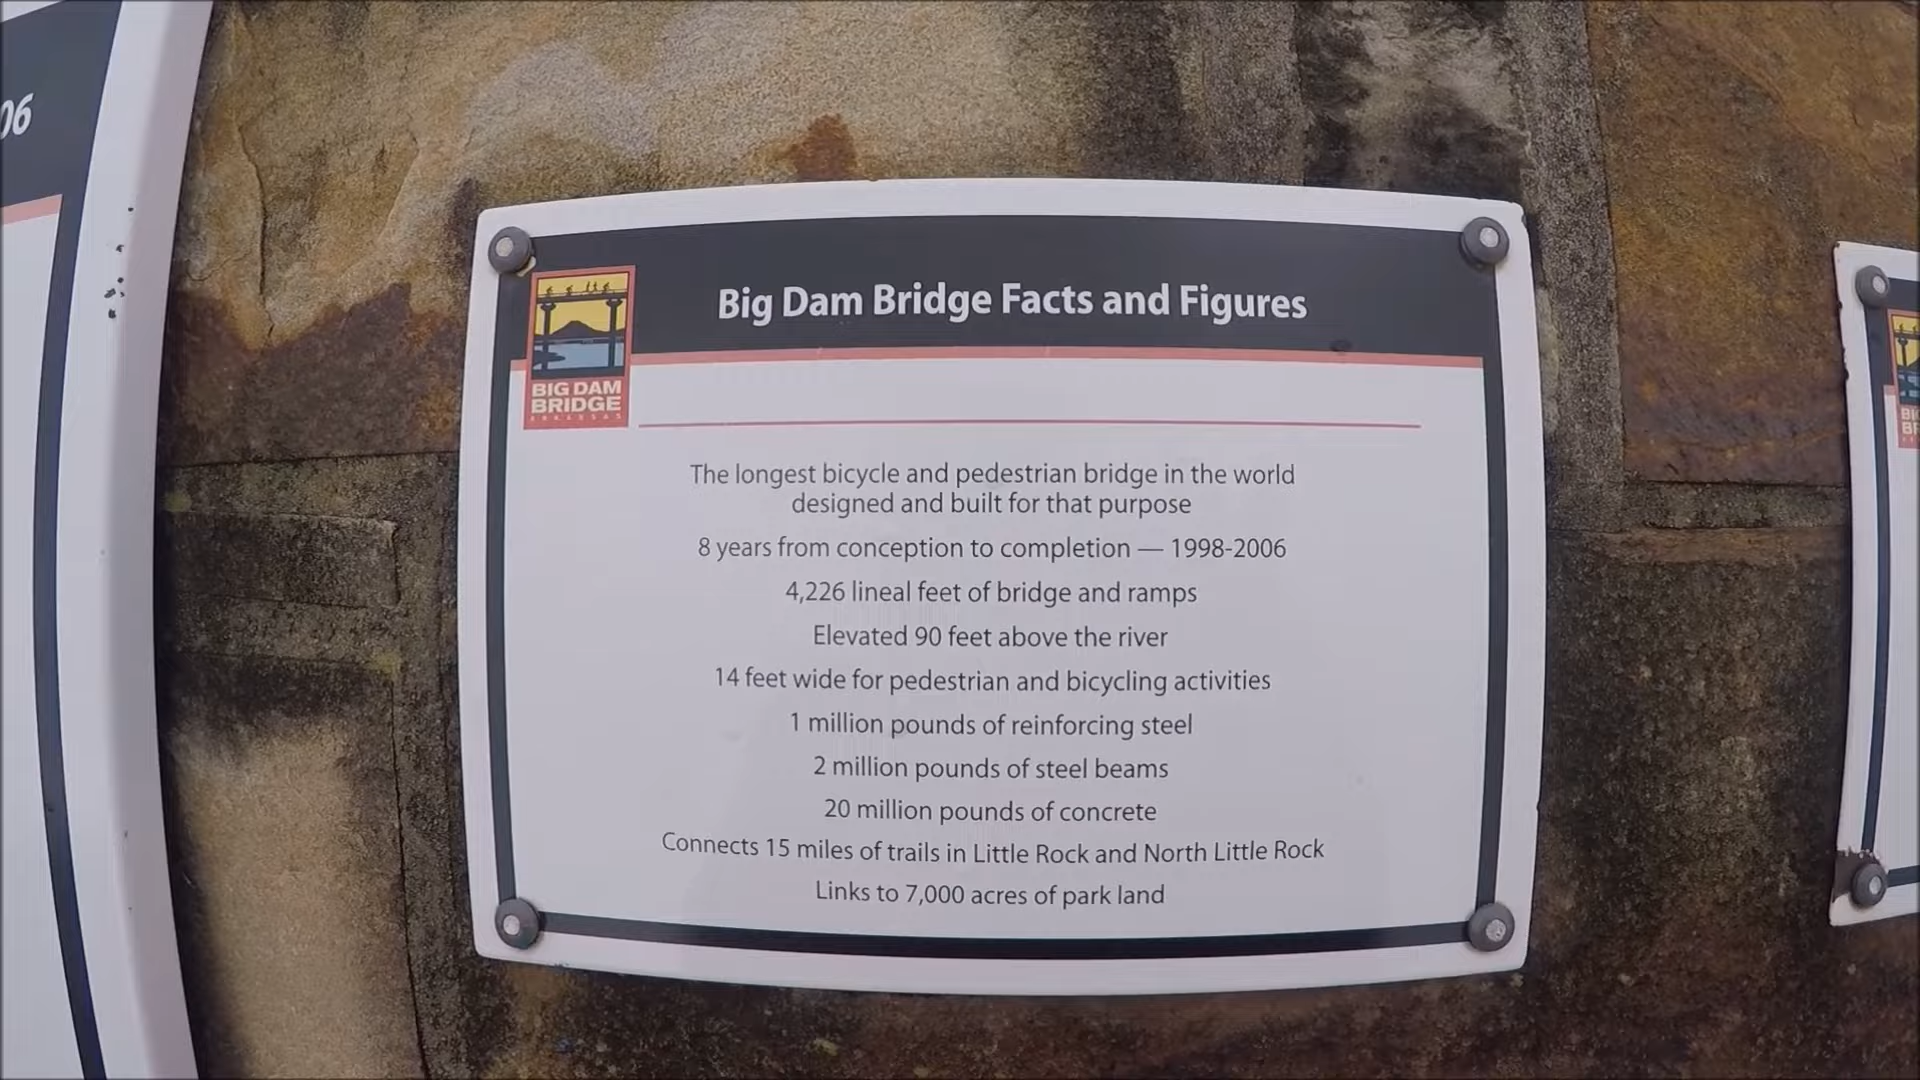 06
Big Dam Bridge Facts and Figures
BIG DAM
BRIDGE
ARKANSAS
The longest bicycle and pedestrian bridge in the world
designed and built for that purpose
8 years from conception to completion — 1998-2006
4,226 lineal feet of bridge and ramps
Elevated 90 feet above the river
14 feet wide for pedestrian and bicycling activities
1 million pounds of reinforcing steel
2 million pounds of steel beams
20 million pounds of concrete
Connects 15 miles of trails in Little Rock and North Little Rock
Links to 7,000 acres of park land
BI
BR